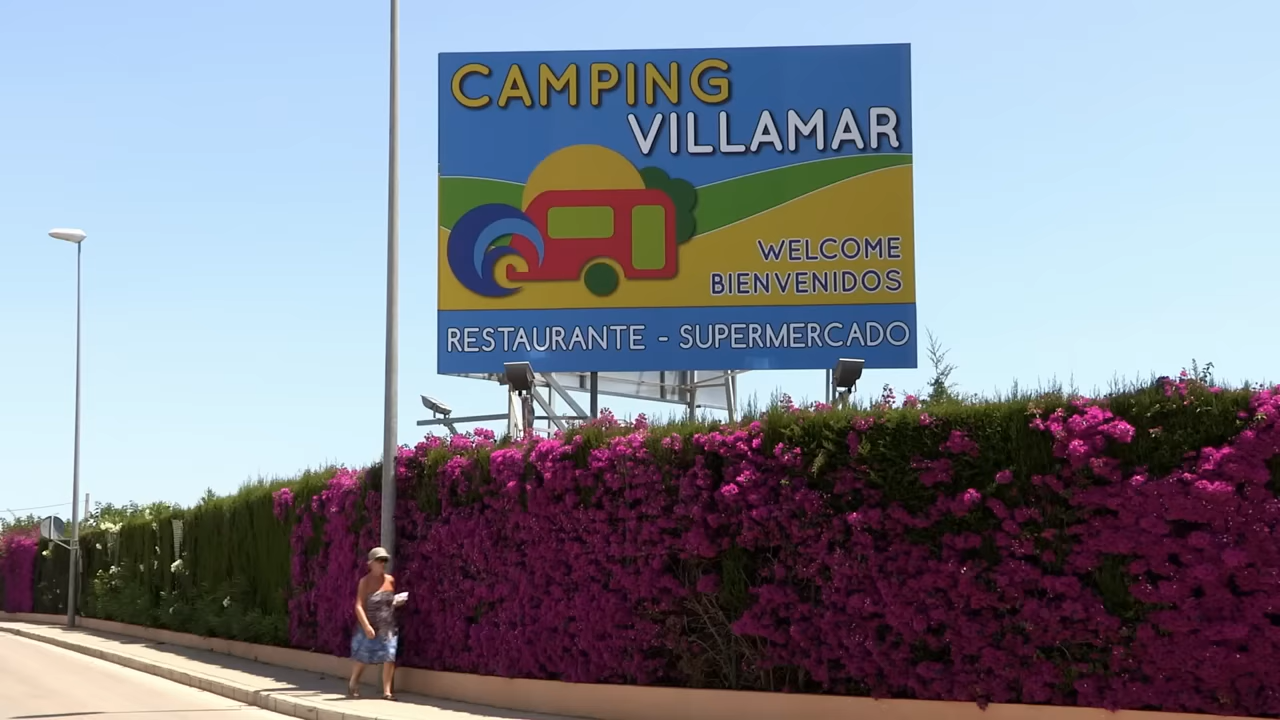 CAMPING
VILLAMAR
WELCOME
BIENVENIDOS
RESTAURANTE - SUPERMERCADO